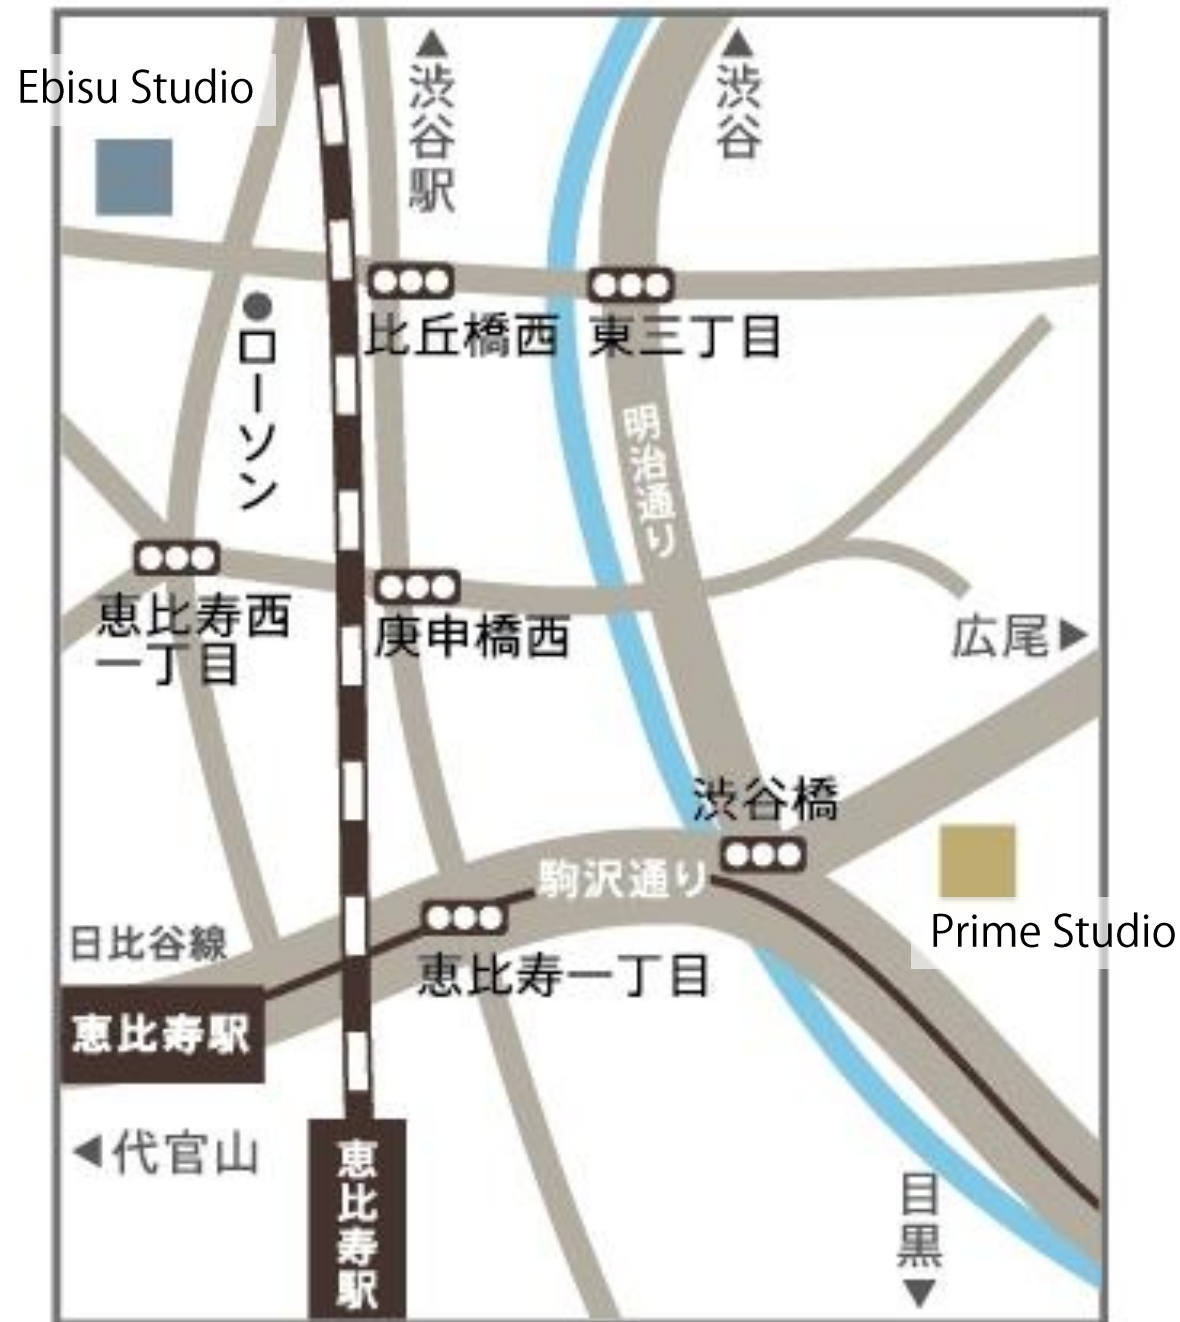 Ebisu Studio
渋谷駅
渋谷
比丘橋西
東三丁目
ローソン
明治通り
恵比寿西
一丁目
庚申橋西
広尾
渋谷橋
駒沢通り
Prime Studio
日比谷線
恵比寿一丁目
恵比寿駅
代官山
恵比寿駅
目黒